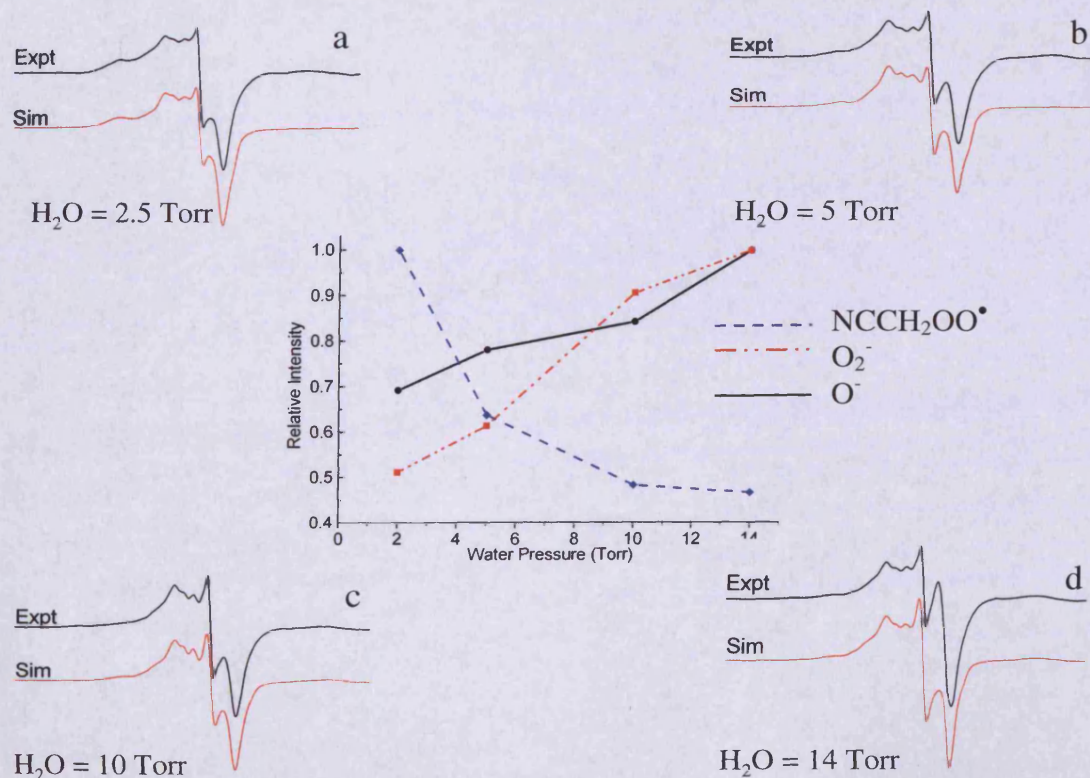 a
Expt
Sim
H₂O = 2.5 Torr
b
Expt
Sim
H₂O = 5 Torr
1.0
0.9
0.8
0.7
0.6
0.5
0.4
Relative Intensity
0 2 4 6 8 10 12 14
Water Pressure (Torr)
NCCH₂OO•
O₂⁻
O⁻
c
Expt
Sim
H₂O = 10 Torr
d
Expt
Sim
H₂O = 14 Torr